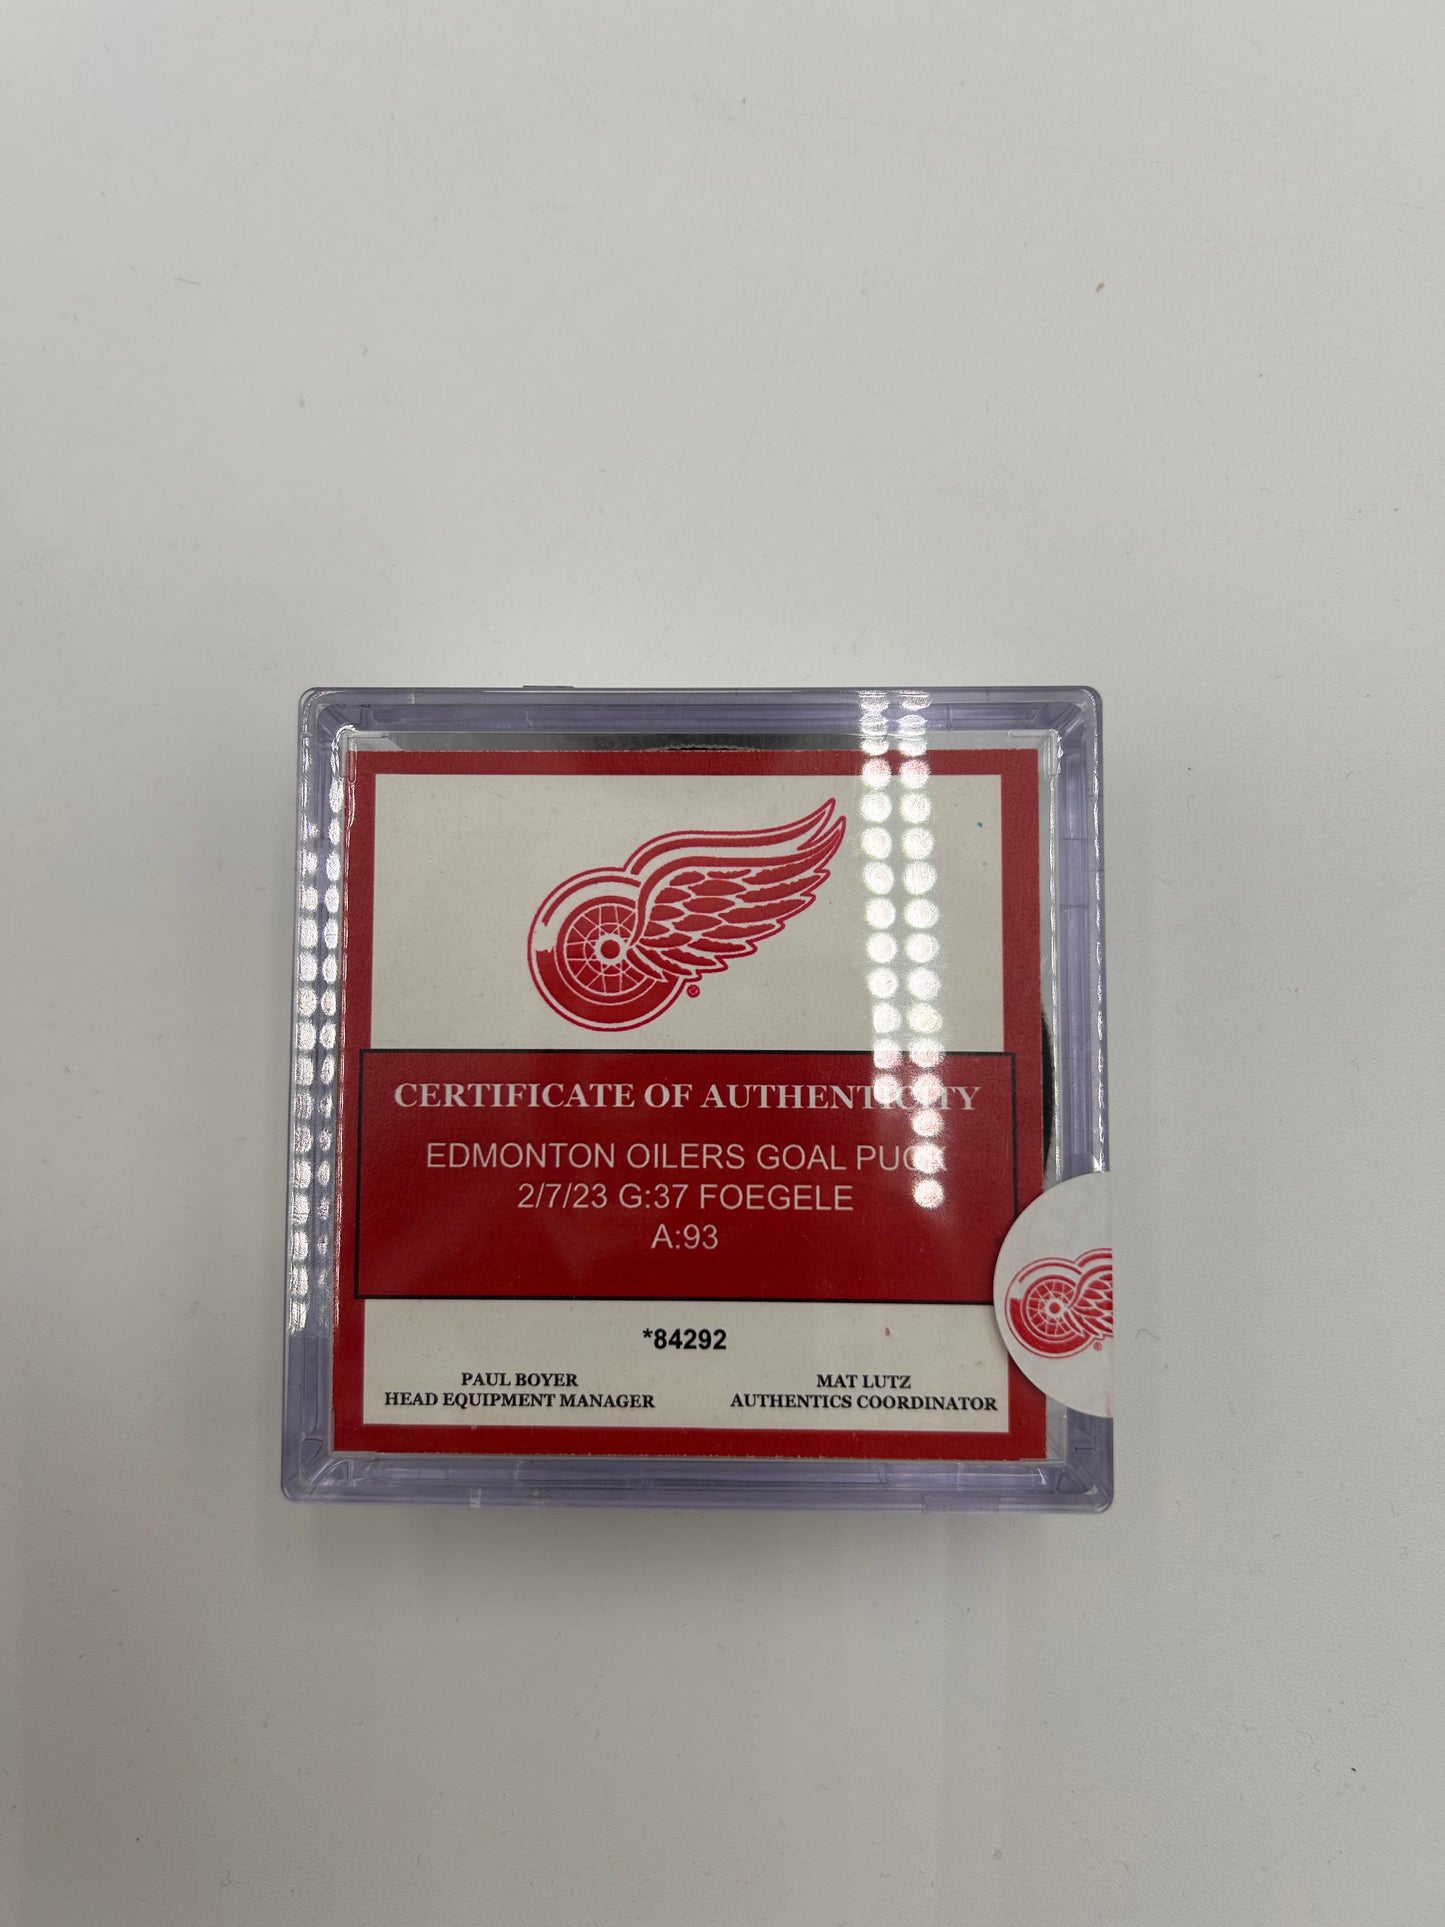 ®
CERTIFICATE OF AUTHENTICITY
EDMONTON OILERS GOAL PUCK
2/7/23 G:37 FOEGELE
A:93
*84292
PAUL BOYER
HEAD EQUIPMENT MANAGER
MAT LUTZ
AUTHENTICS COORDINATOR
®